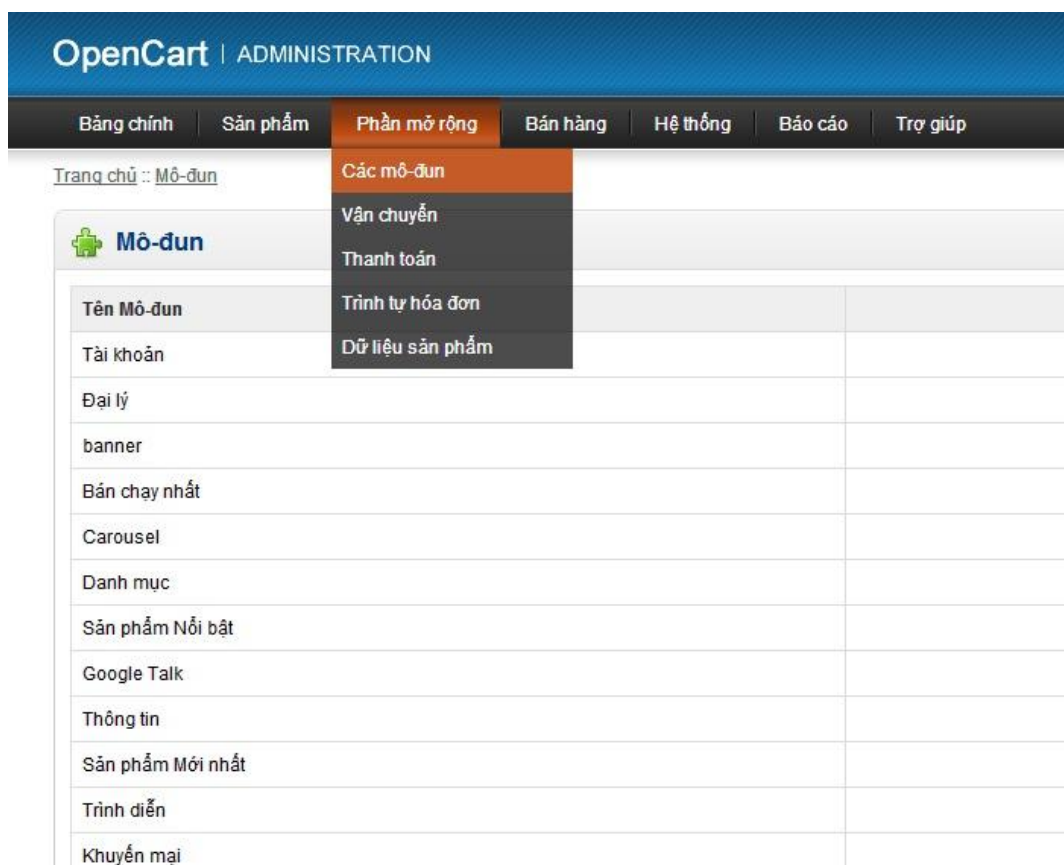 OpenCart | ADMINISTRATION
Bảng chính Sản phẩm Phần mở rộng Bán hàng Hệ thống Báo cáo Trợ giúp
Trang chủ :: Mô-đun
Các mô-đun
Vận chuyển
Thanh toán
Trình tự hóa đơn
Dữ liệu sản phẩm
Mô-đun
Tên Mô-đun
Tài khoản
Đại lý
banner
Bán chạy nhất
Carousel
Danh mục
Sản phẩm Nổi bật
Google Talk
Thông tin
Sản phẩm Mới nhất
Trình diễn
Khuyến mại